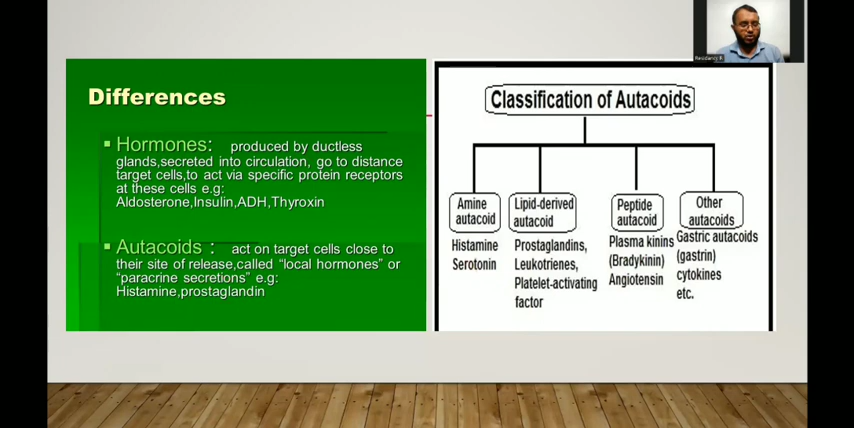 Differences
Hormones: produced by ductless
glands,secreted into circulation, go to distance
target cells,to act via specific protein receptors
at these cells e.g:
Aldosterone,Insulin,ADH,Thyroxin
Autacoids : act on target cells close to
their site of release,called "local hormones" or
"paracrine secretions" e.g:
Histamine,prostaglandin
Classification of Autacoids
Amine
autacoid
Histamine
Serotonin
Lipid-derived
autacoid
Prostaglandins,
Leukotrienes,
Platelet-activating
factor
Peptide
autacoid
Plasma kinins
(Bradykinin)
Angiotensin
Other
autacoids
Gastric autacoids
(gastrin)
cytokines
etc.